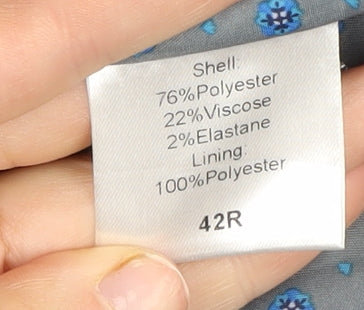 Shell:
76%Polyester
22%Viscose
2%Elastane
Lining:
100%Polyester
42R